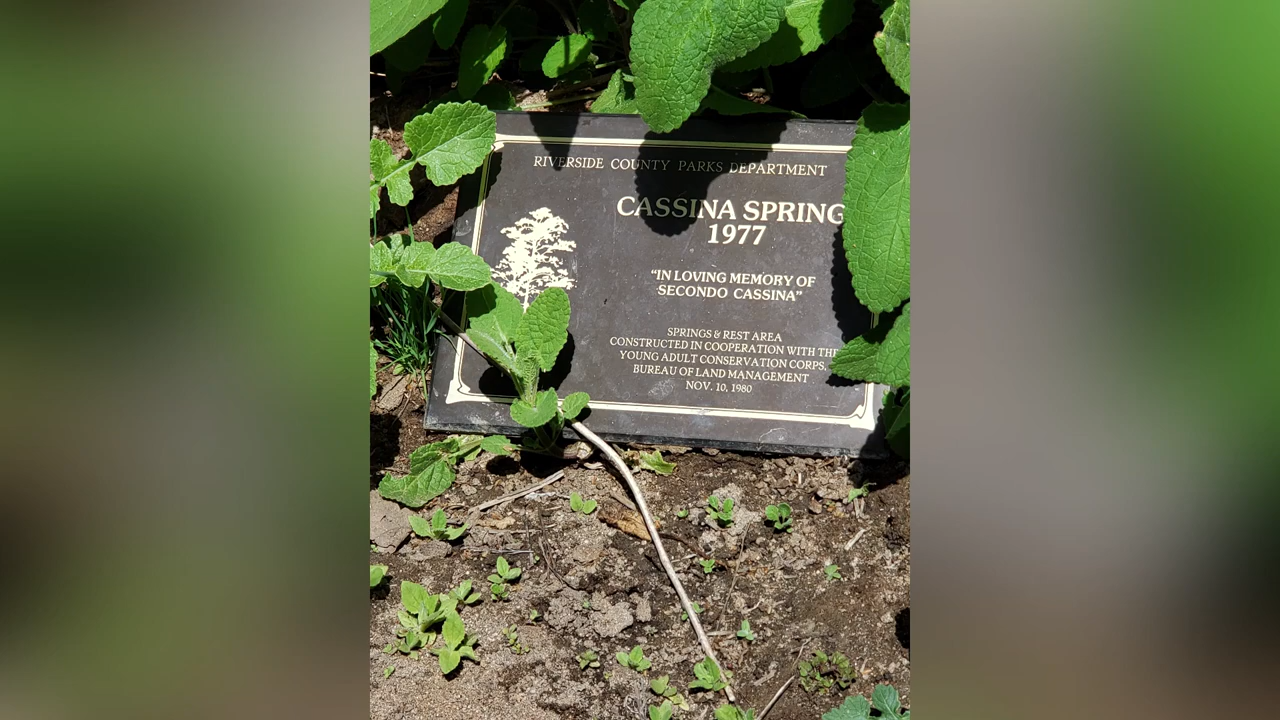 RIVERSIDE COUNTY PARKS DEPARTMENT
CASSINA SPRING
1977
"IN LOVING MEMORY OF
SECONDO CASSINA"
SPRINGS & REST AREA
CONSTRUCTED IN COOPERATION WITH THE
YOUNG ADULT CONSERVATION CORPS,
BUREAU OF LAND MANAGEMENT
NOV. 10, 1980